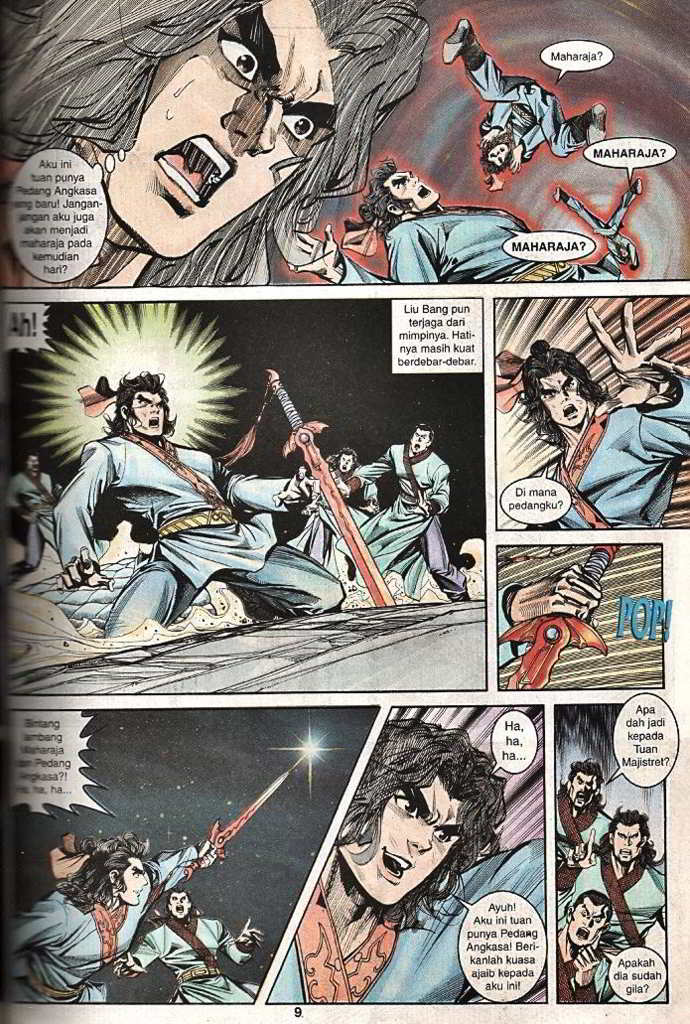 Maharaja?
MAHARAJA?
MAHARAJA?
Aku ini
tuan punya
Pedang Angkasa
baru! Jangan-
jangan aku juga
akan menjadi
maharaja pada
kemudian
hari?
Ah!
Liu Bang pun
terjaga dari
mimpinya. Hati-
nya masih kuat
berdebar-debar.
Di mana
pedangku?
POP!
Bintang
lambang
Maharaja
dan Pedang
Angkasa?!
Ha, ha, ha...
Ha,
ha,
ha...
Ayuh!
Aku ini tuan
punya Pedang
Angkasa! Beri-
kanlah kuasa
ajaib kepada
aku ini!
Apa
dah jadi
kepada
Tuan
Majistret?
Apakah
dia sudah
gila?
9